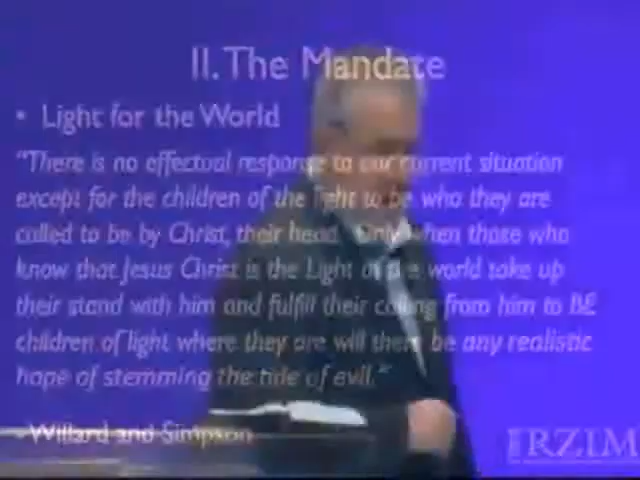 II. The Mandate
• Light for the World
"There is no effectual response to our current situation
except for the children of the light to be who they are
called to be by Christ, their head. Only when those who
know that Jesus Christ is the Light of the world take up
their stand with him and fulfill their calling from him to BE
children of light where they are will there be any realistic
hope of stemming the tide of evil."
-Willard and Simpson
RZIM